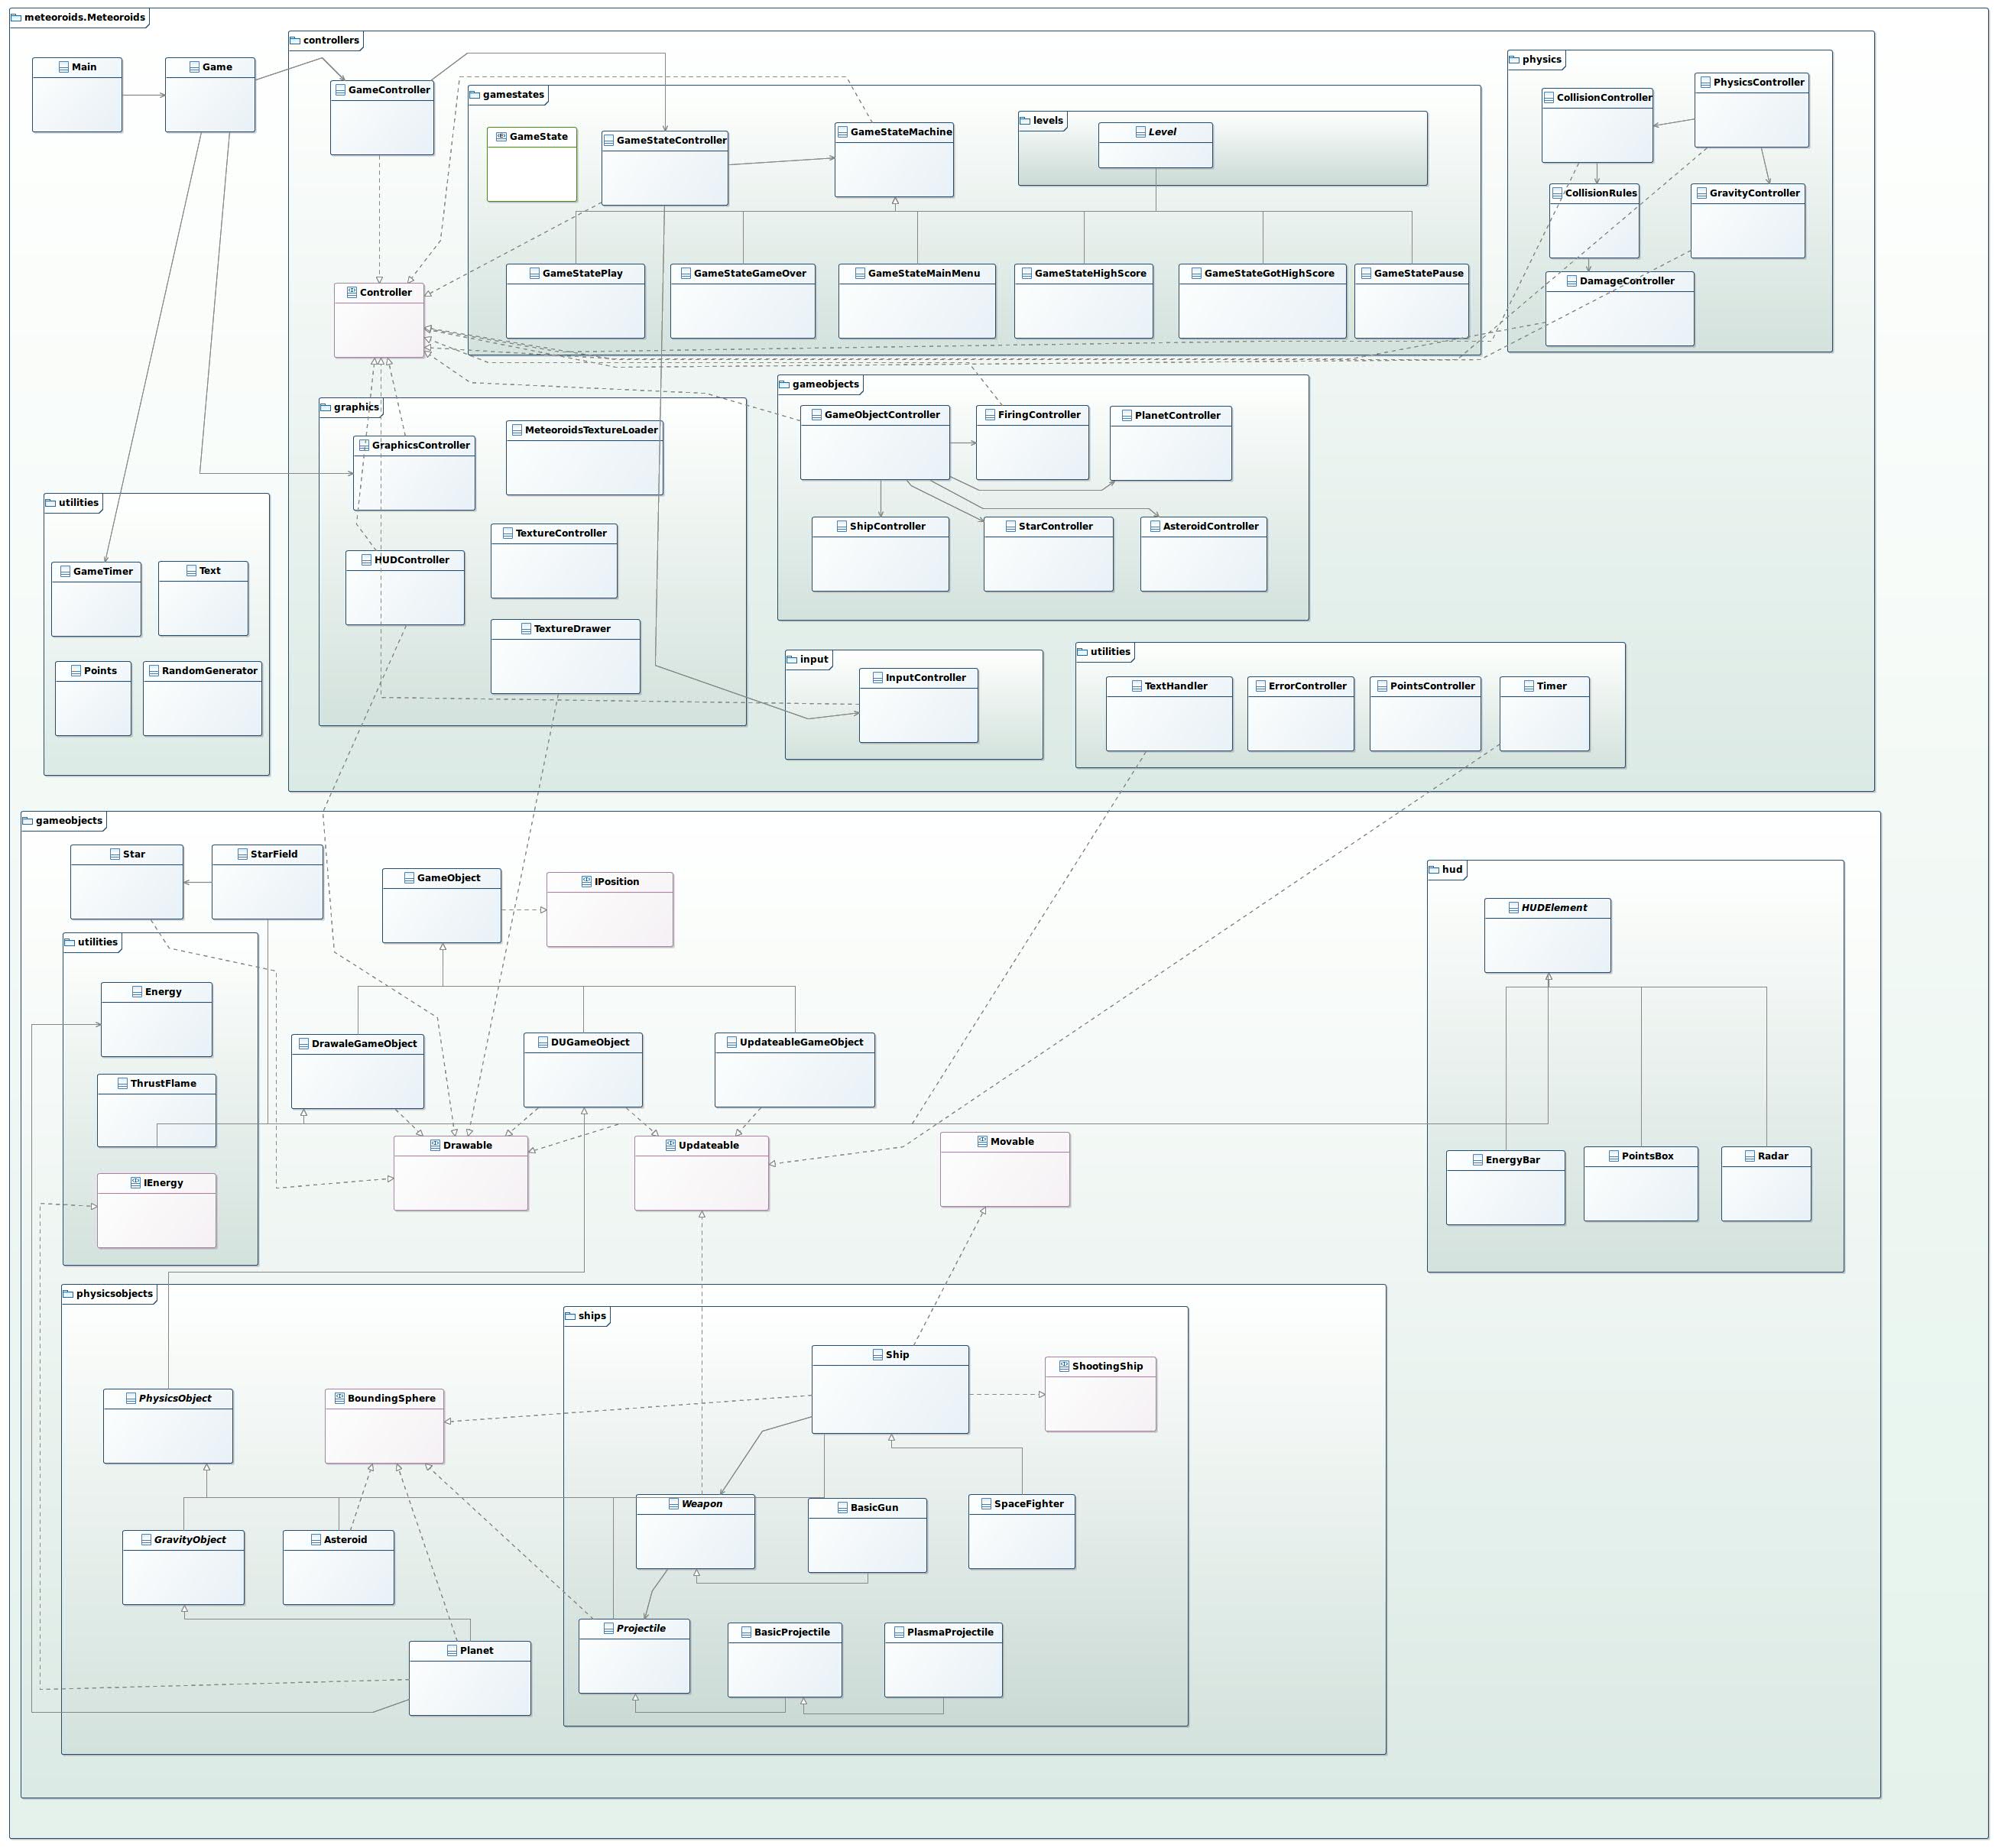 meteoroids.Meteoroids
Main
Game
controllers
GameController
gamestates
GameState
GameStateController
GameStateMachine
levels
Level
GameStatePlay
GameStateGameOver
GameStateMainMenu
GameStateHighScore
GameStateGotHighScore
GameStatePause
physics
CollisionController
PhysicsController
CollisionRules
GravityController
DamageController
Controller
graphics
GraphicsController
MeteoroidsTextureLoader
TextureController
HUDController
TextureDrawer
gameobjects
GameObjectController
FiringController
PlanetController
ShipController
StarController
AsteroidController
input
InputController
utilities
TextHandler
ErrorController
PointsController
Timer
utilities
GameTimer
Text
Points
RandomGenerator
gameobjects
Star
StarField
GameObject
IPosition
utilities
Energy
ThrustFlame
IEnergy
DrawaleGameObject
DUGameObject
UpdateableGameObject
Drawable
Updateable
Movable
hud
HUDElement
EnergyBar
PointsBox
Radar
physicsobjects
PhysicsObject
BoundingSphere
GravityObject
Asteroid
Planet
ships
Ship
ShootingShip
Weapon
BasicGun
SpaceFighter
Projectile
BasicProjectile
PlasmaProjectile